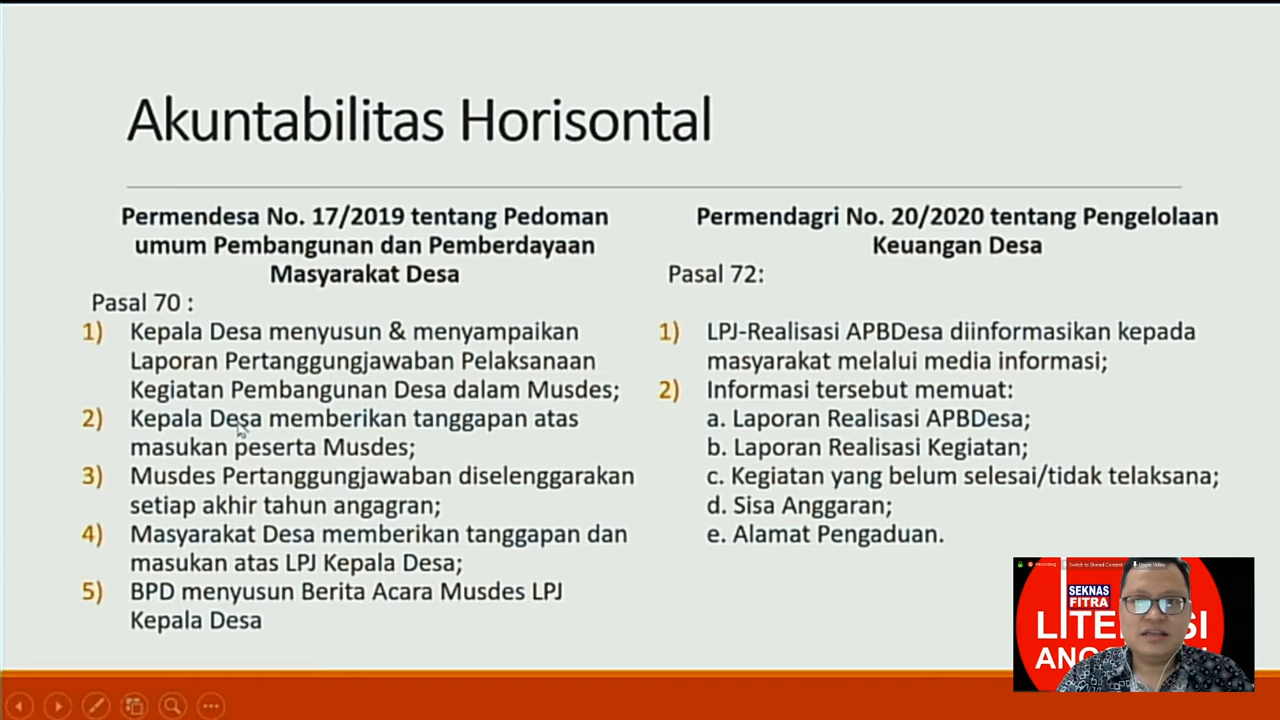 Akuntabilitas Horisontal
Permendesa No. 17/2019 tentang Pedoman
umum Pembangunan dan Pemberdayaan
Masyarakat Desa
Pasal 70 :
1) Kepala Desa menyusun & menyampaikan
Laporan Pertanggungjawaban Pelaksanaan
Kegiatan Pembangunan Desa dalam Musdes;
2) Kepala Desa memberikan tanggapan atas
masukan peserta Musdes;
3) Musdes Pertanggungjawaban diselenggarakan
setiap akhir tahun angagran;
4) Masyarakat Desa memberikan tanggapan dan
masukan atas LPJ Kepala Desa;
5) BPD menyusun Berita Acara Musdes LPJ
Kepala Desa
Permendagri No. 20/2020 tentang Pengelolaan
Keuangan Desa
Pasal 72:
1) LPJ-Realisasi APBDesa diinformasikan kepada
masyarakat melalui media informasi;
2) Informasi tersebut memuat:
a. Laporan Realisasi APBDesa;
b. Laporan Realisasi Kegiatan;
c. Kegiatan yang belum selesai/tidak telaksana;
d. Sisa Anggaran;
e. Alamat Pengaduan.
Switch to Shared Content
SEKNAS
FITRA